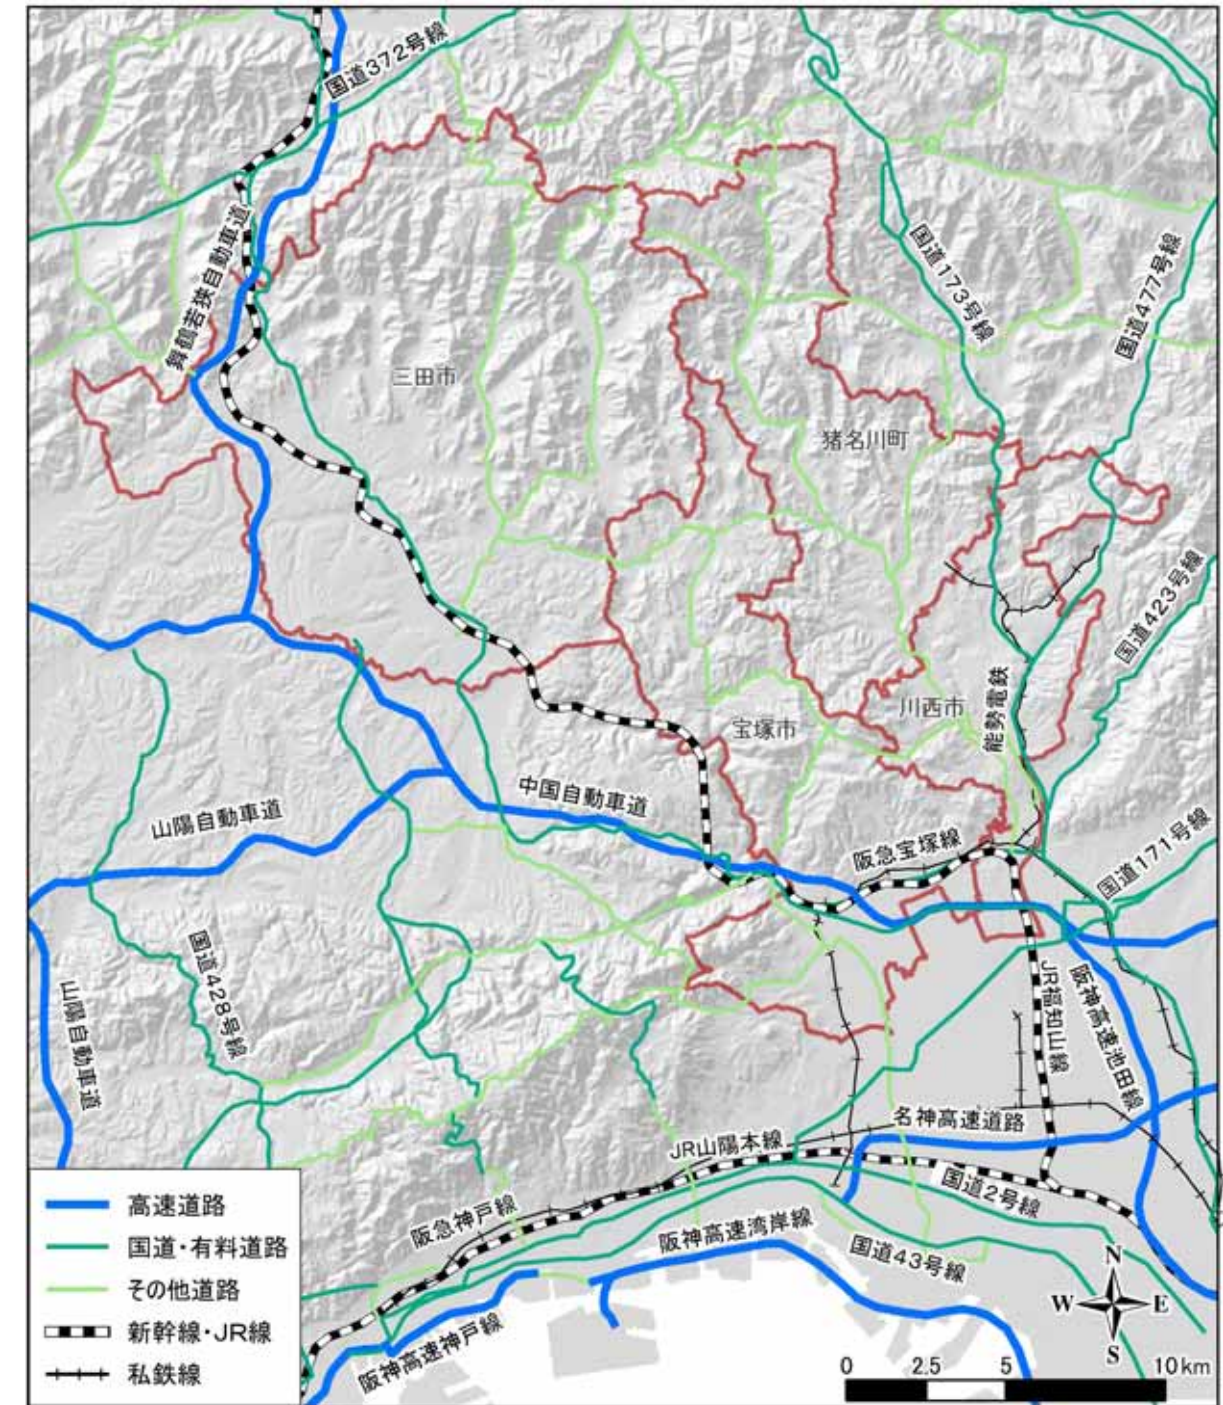 国道372号線
舞鶴若狭自動車道
国道173号線
国道477号線
三田市
猪名川町
国道423号線
川西市
能勢電鉄
宝塚市
中国自動車道
山陽自動車道
阪急宝塚線
国道171号線
国道428号線
山陽自動車道
JR福知山線
阪神高速池田線
名神高速道路
JR山陽本線
国道2号線
阪急神戸線
阪神高速湾岸線
国道43号線
阪神高速神戸線
高速道路
国道・有料道路
その他道路
新幹線・JR線
私鉄線
N
W E
S
0 2.5 5 10km